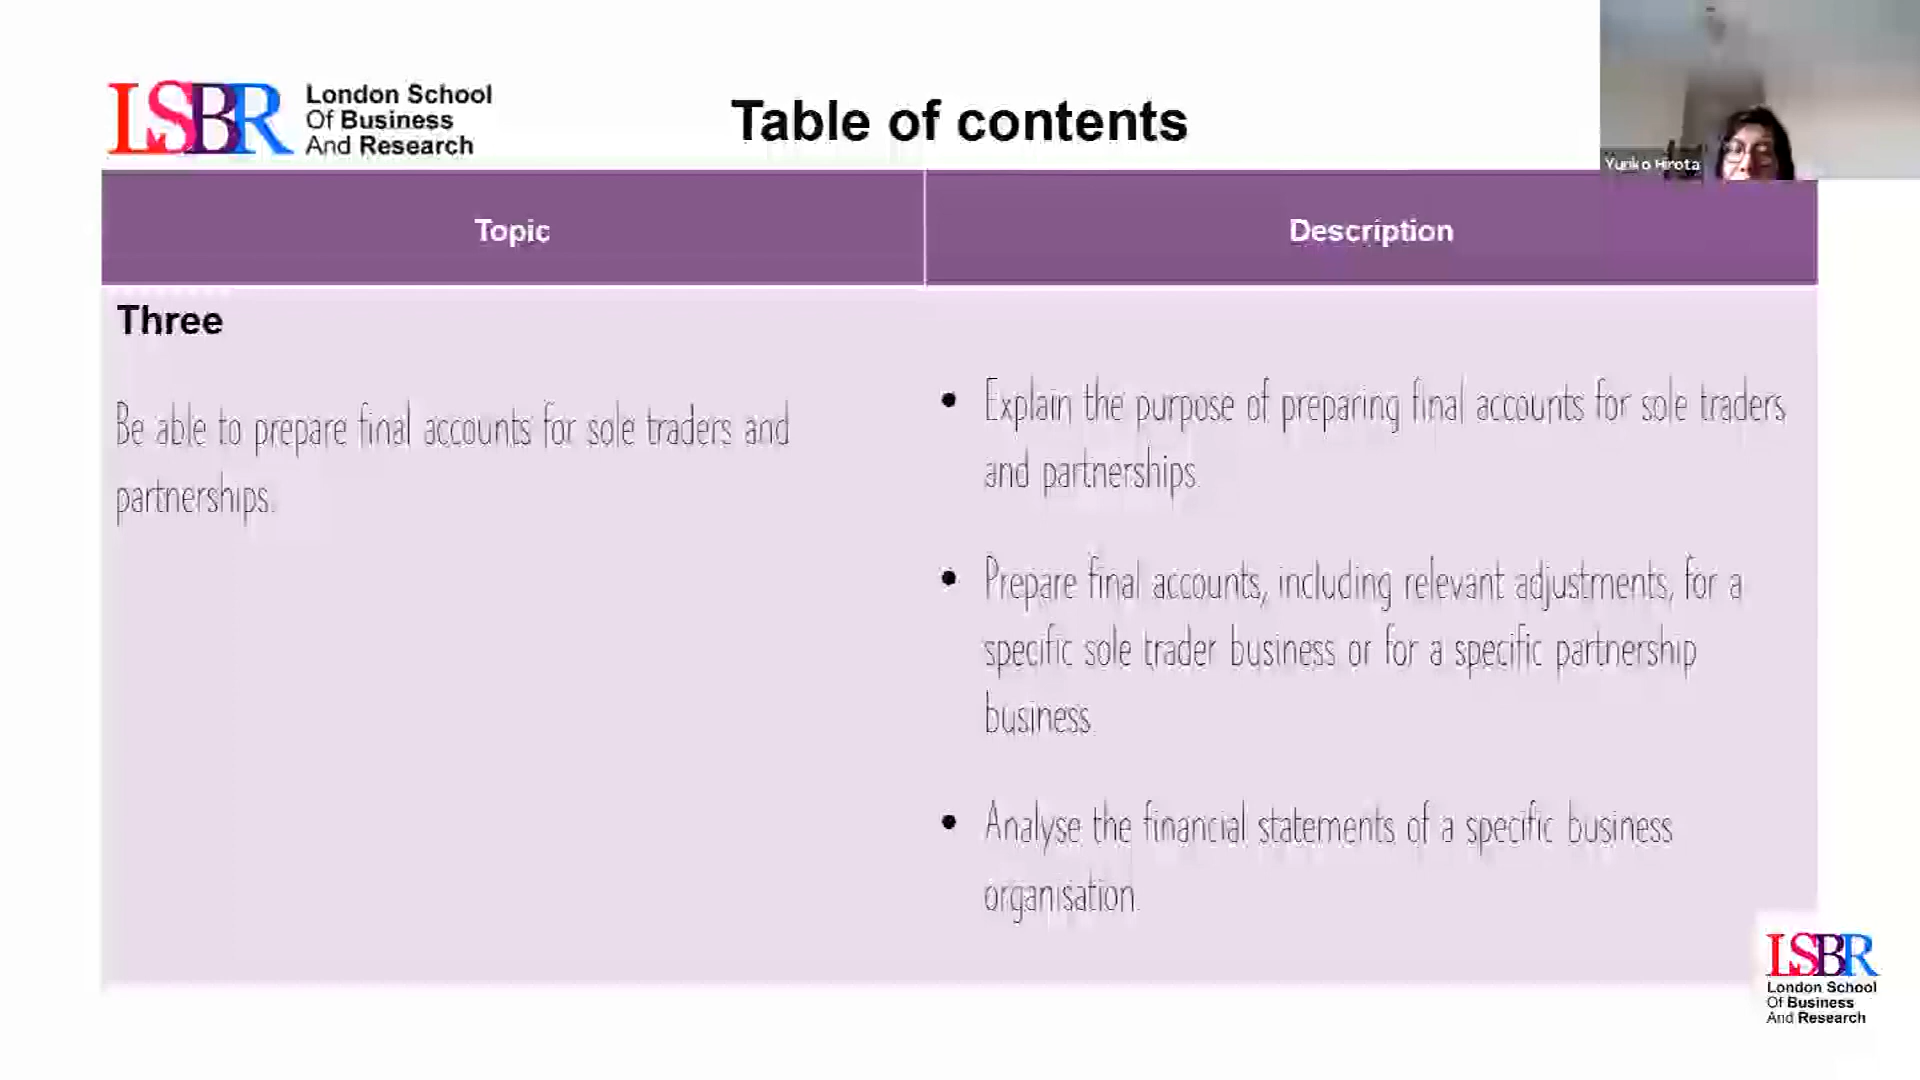 LSBR London School
Of Business
And Research
Table of contents
Yuriko Hirota
Topic
Description
Three
Be able to prepare final accounts for sole traders and
partnerships.
• Explain the purpose of preparing final accounts for sole traders
and partnerships.
• Prepare final accounts, including relevant adjustments, for a
specific sole trader business or for a specific partnership
business.
• Analyse the financial statements of a specific business
organisation.
LSBR
London School
Of Business
And Research